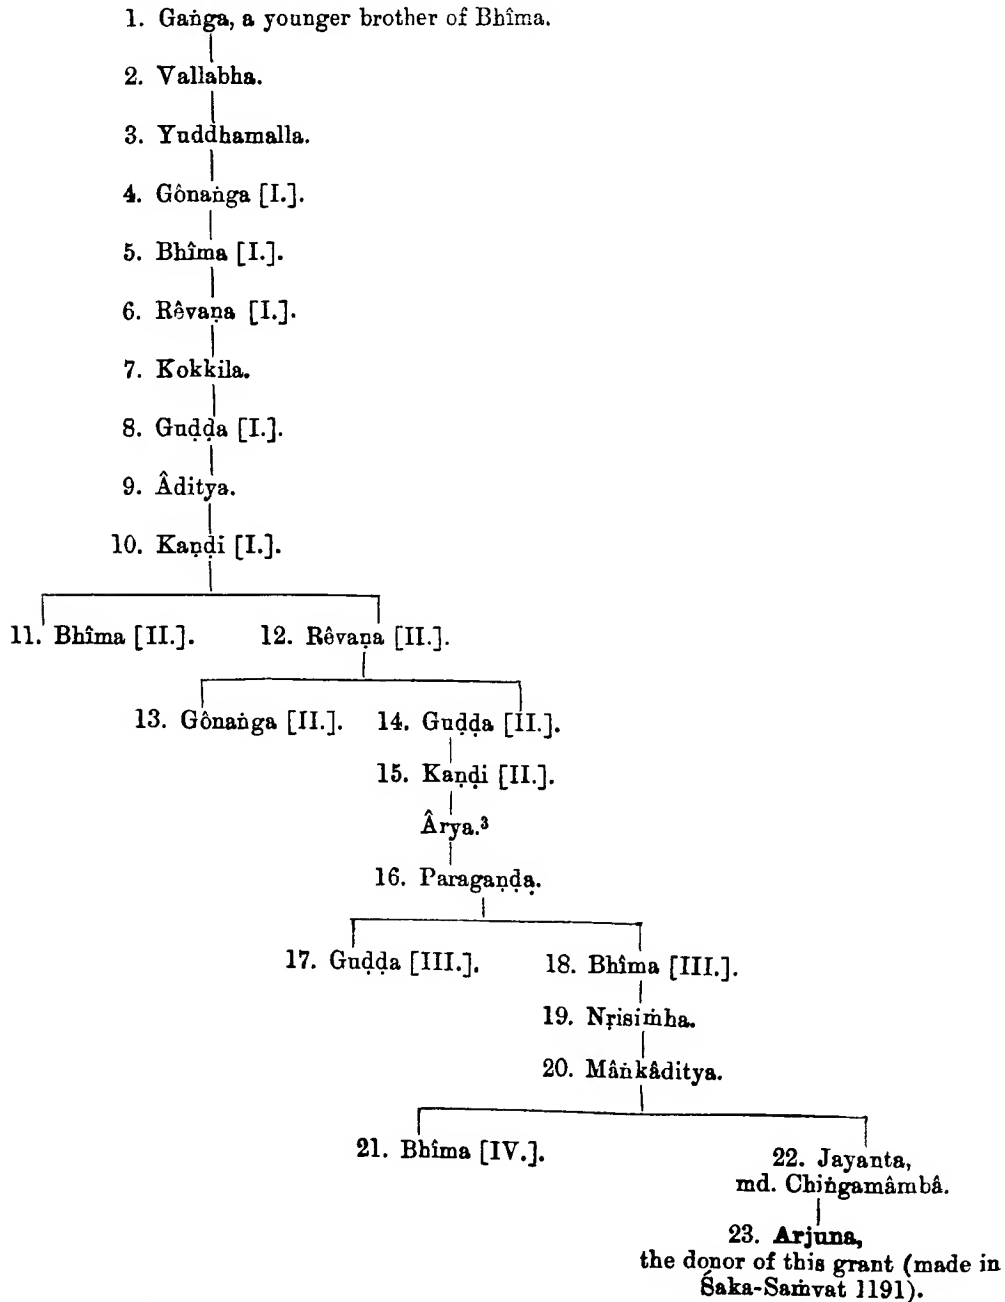 1. Gaṅga, a younger brother of Bhîma.
2. Vallabha.
3. Yuddhamalla.
4. Gônaṅga [I.].
5. Bhîma [I.].
6. Rêvaṇa [I.].
7. Kokkila.
8. Guḍḍa [I.].
9. Âditya.
10. Kaṇḍi [I.].
11. Bhîma [II.]. 12. Rêvaṇa [II.].
13. Gônaṅga [II.]. 14. Guḍḍa [II.].
15. Kaṇḍi [II.].
Ârya.³
16. Paragaṇḍa.
17. Guḍḍa [III.]. 18. Bhîma [III.].
19. Nṛisiṁha.
20. Mâṅkâditya.
21. Bhîma [IV.]. 22. Jayanta,
md. Chiṅgamâmbâ.
23. Arjuna,
the donor of this grant (made in
Śaka-Saṁvat 1191).